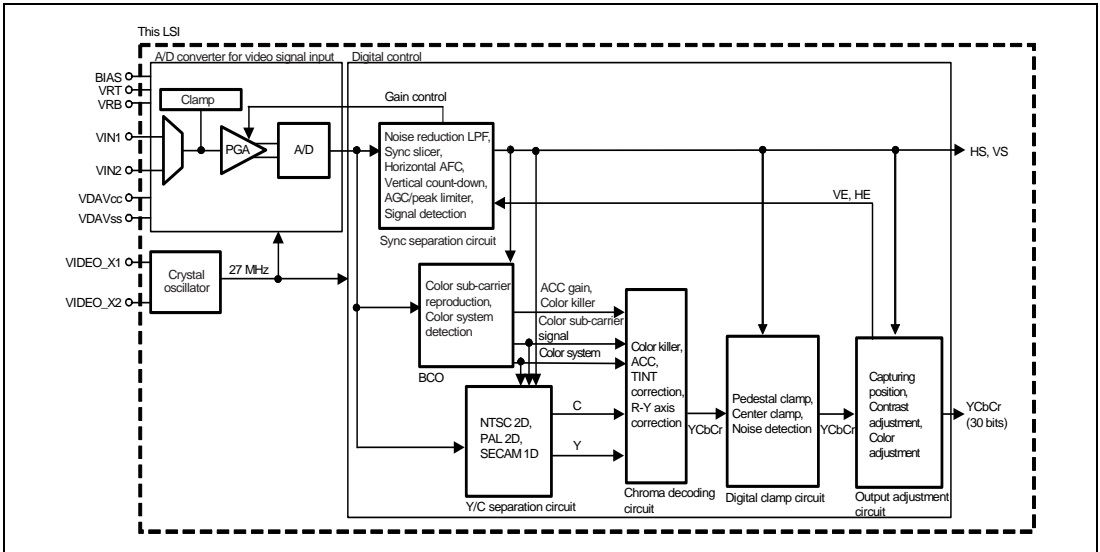 This LSI
A/D converter for video signal input
Digital control
BIAS
VRT
VRB
Clamp
Gain control
VIN1
PGA
A/D
VIN2
VDAVcc
VDAVss
Noise reduction LPF,
Sync slicer,
Horizontal AFC,
Vertical count-down,
AGC/peak limiter,
Signal detection
Sync separation circuit
HS, VS
VE, HE
VIDEO_X1
VIDEO_X2
Crystal
oscillator
27 MHz
Color sub-carrier
reproduction,
Color system
detection
BCO
ACC gain,
Color killer
Color sub-carrier
signal
Color system
NTSC 2D,
PAL 2D,
SECAM 1D
Y/C separation circuit
C
Y
Color killer,
ACC,
TINT
correction,
R-Y axis
correction
Chroma decoding
circuit
YCbCr
Pedestal clamp,
Center clamp,
Noise detection
Digital clamp circuit
YCbCr
Capturing
position,
Contrast
adjustment,
Color
adjustment
Output adjustment
circuit
YCbCr
(30 bits)